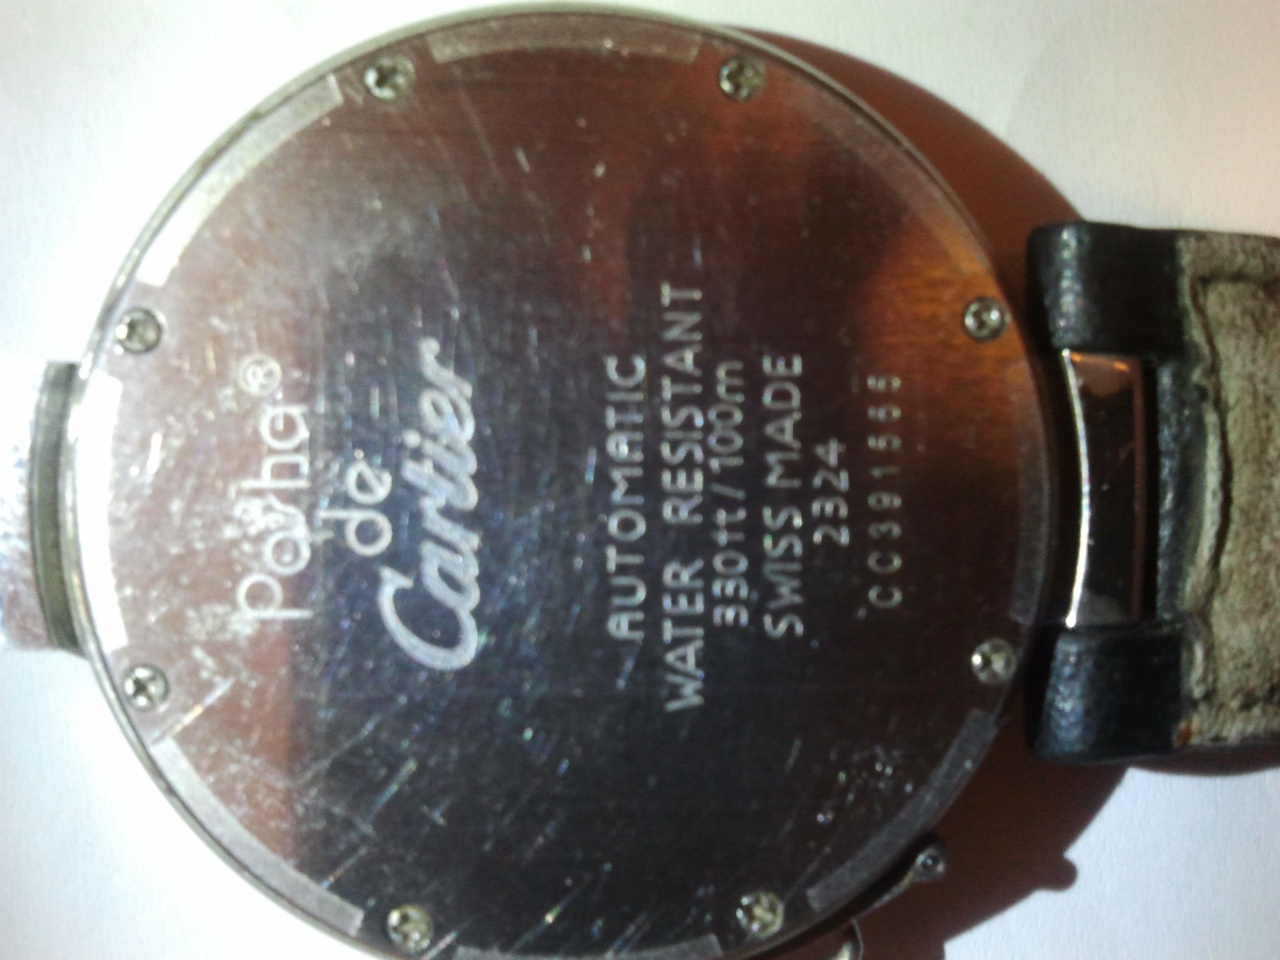 Pasha®
de
Cartier
AUTOMATIC
WATER RESISTANT
330ft/100m
SWISS MADE
2324
CC391555